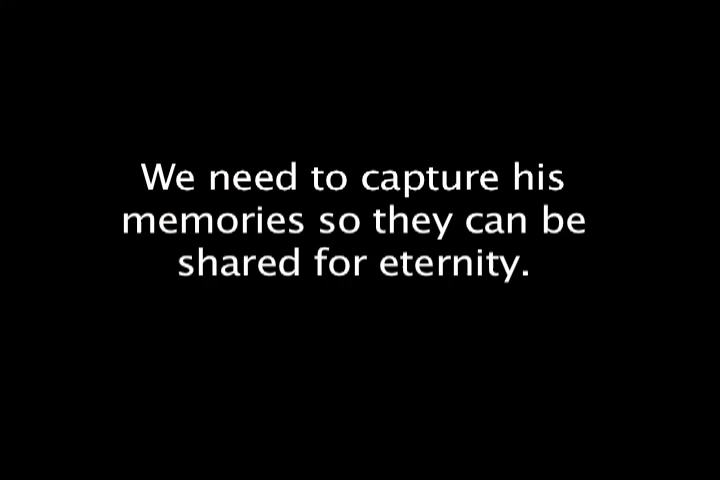 We need to capture his
memories so they can be
shared for eternity.